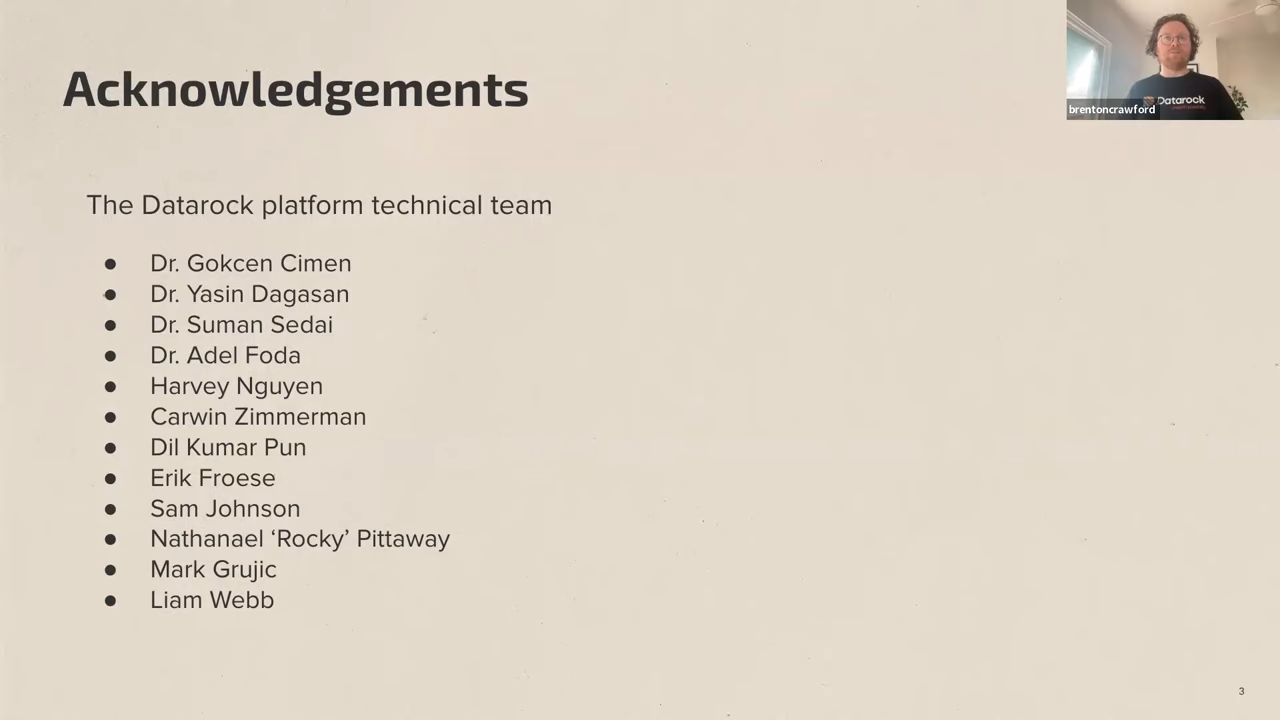 Acknowledgements
brentoncrawford
Datarock
The Datarock platform technical team
● Dr. Gokcen Cimen
● Dr. Yasin Dagasan
● Dr. Suman Sedai
● Dr. Adel Foda
● Harvey Nguyen
● Carwin Zimmerman
● Dil Kumar Pun
● Erik Froese
● Sam Johnson
● Nathanael ‘Rocky’ Pittaway
● Mark Grujic
● Liam Webb
3